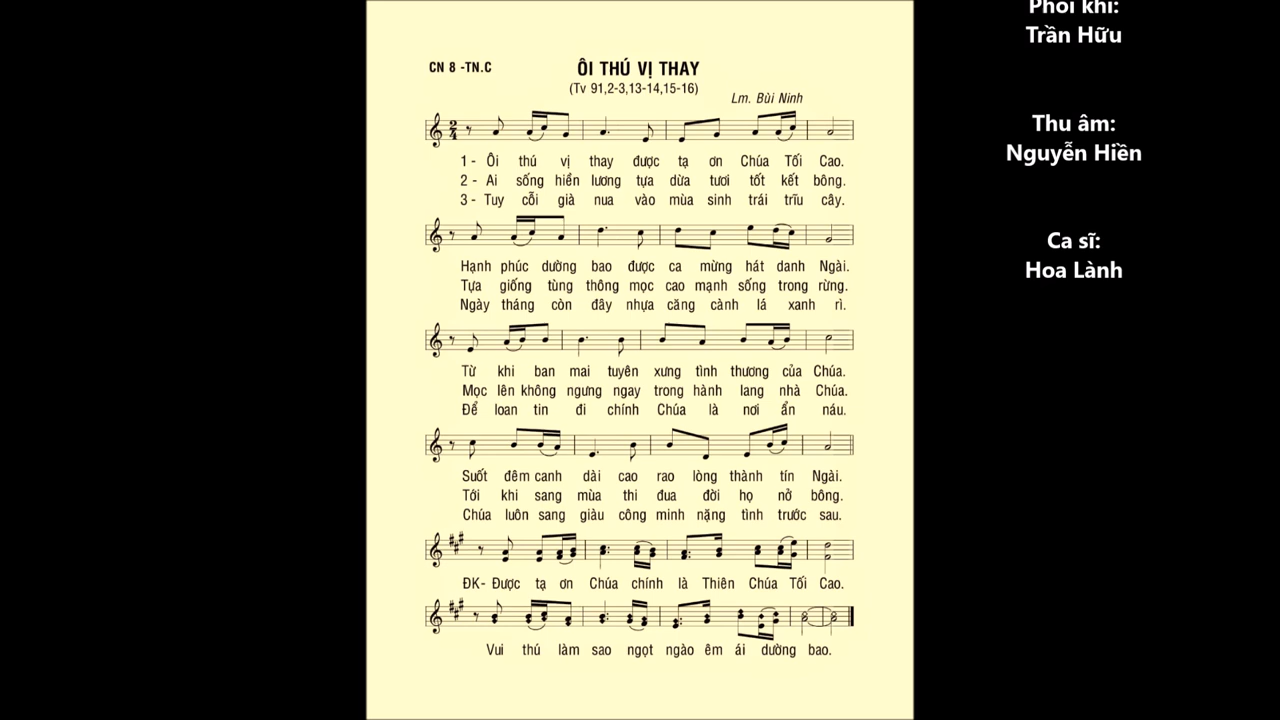 CN 8 -TN.C
ÔI THÚ VỊ THAY
(Tv 91,2-3,13-14,15-16)
Lm. Bùi Ninh
2
4
1 - Ôi thú vị thay được tạ ơn Chúa Tối Cao.
2 - Ai sống hiền lương tựa dừa tươi tốt kết bông.
3 - Tuy cỗi già nua vào mùa sinh trái trĩu cây.
Hạnh phúc dường bao được ca mừng hát danh Ngài.
Tựa giống tùng thông mọc cao mạnh sống trong rừng.
Ngày tháng còn đây nhựa căng cành lá xanh rì.
Từ khi ban mai tuyên xưng tình thương của Chúa.
Mọc lên không ngưng ngay trong hành lang nhà Chúa.
Để loan tin đi chính Chúa là nơi ẩn náu.
Suốt đêm canh dài cao rao lòng thành tín Ngài.
Tới khi sang mùa thi đua đời họ nở bông.
Chúa luôn sang giàu công minh nặng tình trước sau.
ĐK- Được tạ ơn Chúa chính là Thiên Chúa Tối Cao.
Vui thú làm sao ngọt ngào êm ái dường bao.
Phối khí:
Trần Hữu
Thu âm:
Nguyễn Hiền
Ca sĩ:
Hoa Lành